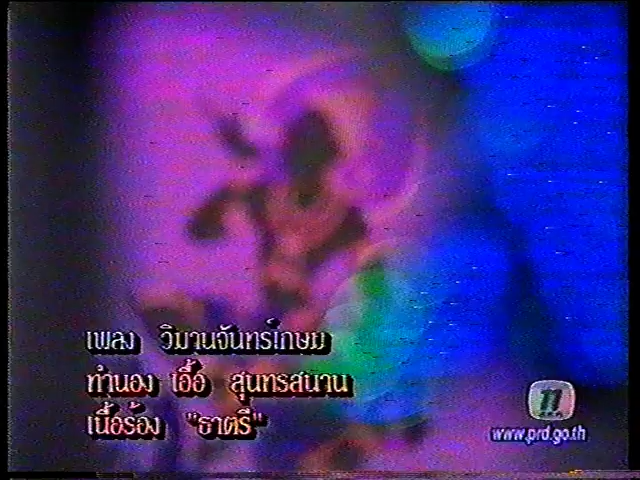 เพลง วิมานจันทร์เกษม
ทำนอง เอื้อ สุนทรสนาน
เนื้อร้อง "ธาตรี"
www.prd.go.th